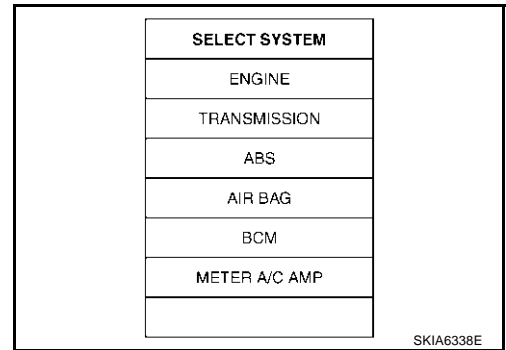 SELECT SYSTEM
ENGINE
TRANSMISSION
ABS
AIR BAG
BCM
METER A/C AMP
SKIA6338E